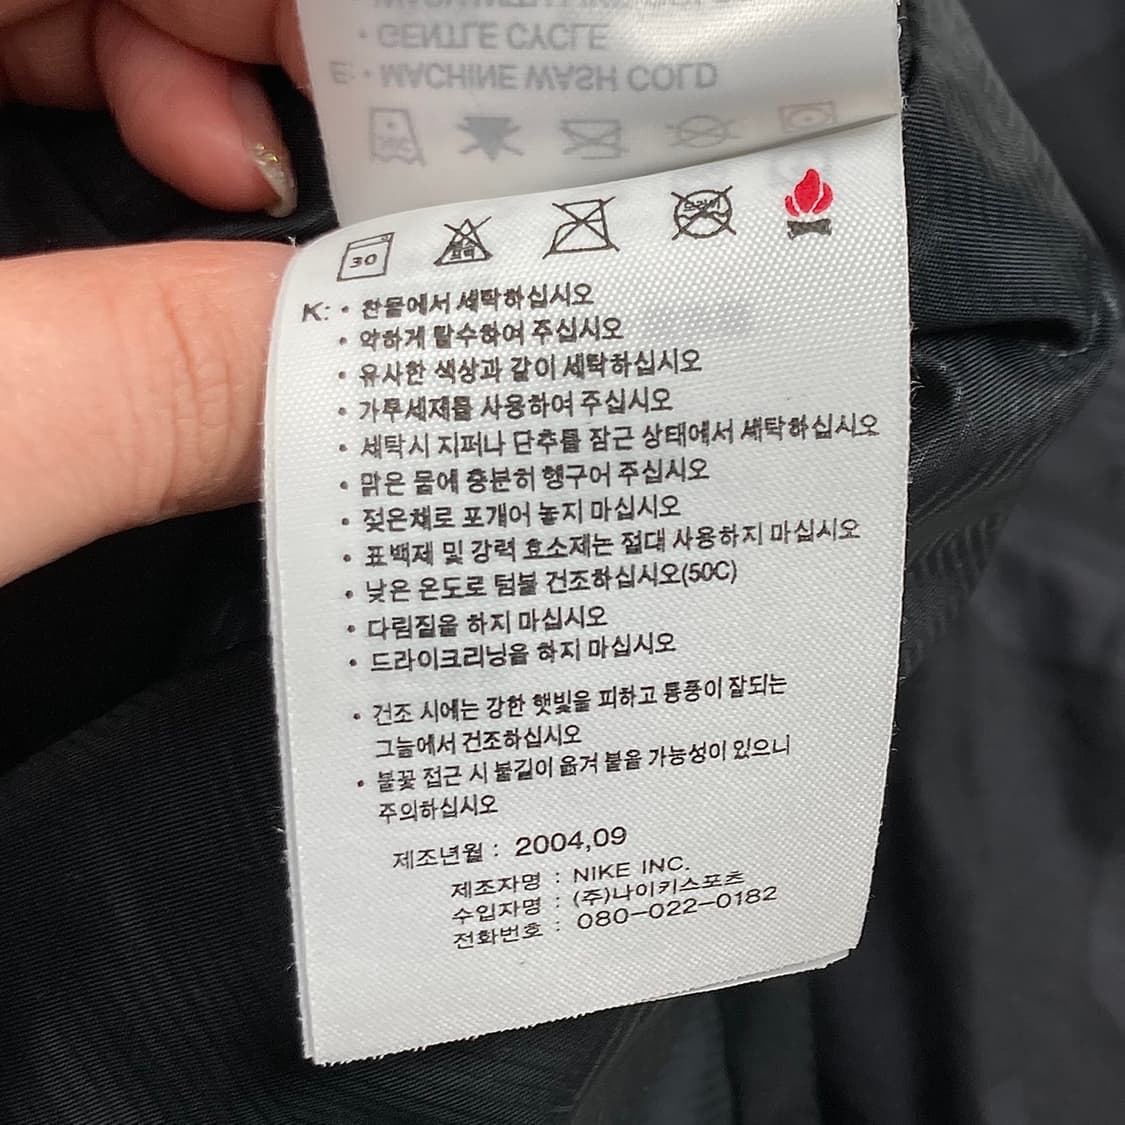 • GENTLE CYCLE
E: • MACHINE WASH COLD
30
K: • 찬물에서 세탁하십시오
• 약하게 탈수하여 주십시오
• 유사한 색상과 같이 세탁하십시오
• 가루세제를 사용하여 주십시오
• 세탁시 지퍼나 단추를 잠근 상태에서 세탁하십시오
• 맑은 물에 충분히 헹구어 주십시오
• 젖은채로 포개어 놓지 마십시오
• 표백제 및 강력 효소제는 절대 사용하지 마십시오
• 낮은 온도로 텀블 건조하십시오(50C)
• 다림질을 하지 마십시오
• 드라이크리닝을 하지 마십시오
• 건조 시에는 강한 햇빛을 피하고 통풍이 잘되는
그늘에서 건조하십시오
• 불꽃 접근 시 불길이 옮겨 붙을 가능성이 있으니
주의하십시오
제조년월 : 2004,09
제조자명 : NIKE INC.
수입자명 : (주)나이키스포츠
전화번호 : 080-022-0182